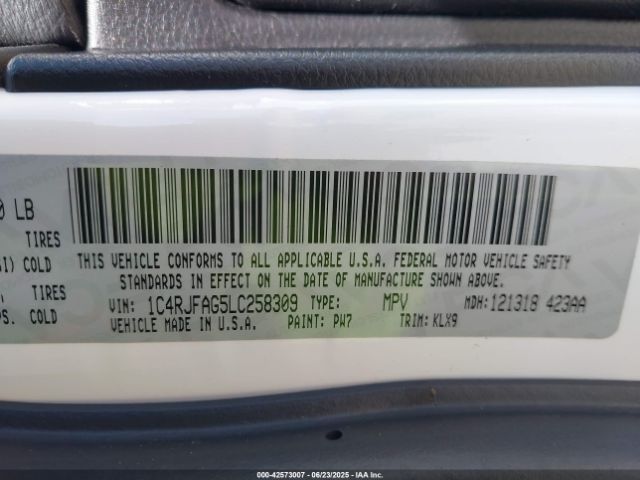 0 LB
TIRES
SI) COLD
THIS VEHICLE CONFORMS TO ALL APPLICABLE U.S.A. FEDERAL MOTOR VEHICLE SAFETY
STANDARDS IN EFFECT ON THE DATE OF MANUFACTURE SHOWN ABOVE.
TIRES
VIN: 1C4RJFAG5LC258309 TYPE: MPV MDH: 121318 423AA
PS. COLD
VEHICLE MADE IN U.S.A. PAINT: PW7 TRIM: KLX9
000-42573007 - 06/23/2025 - © IAA Inc.